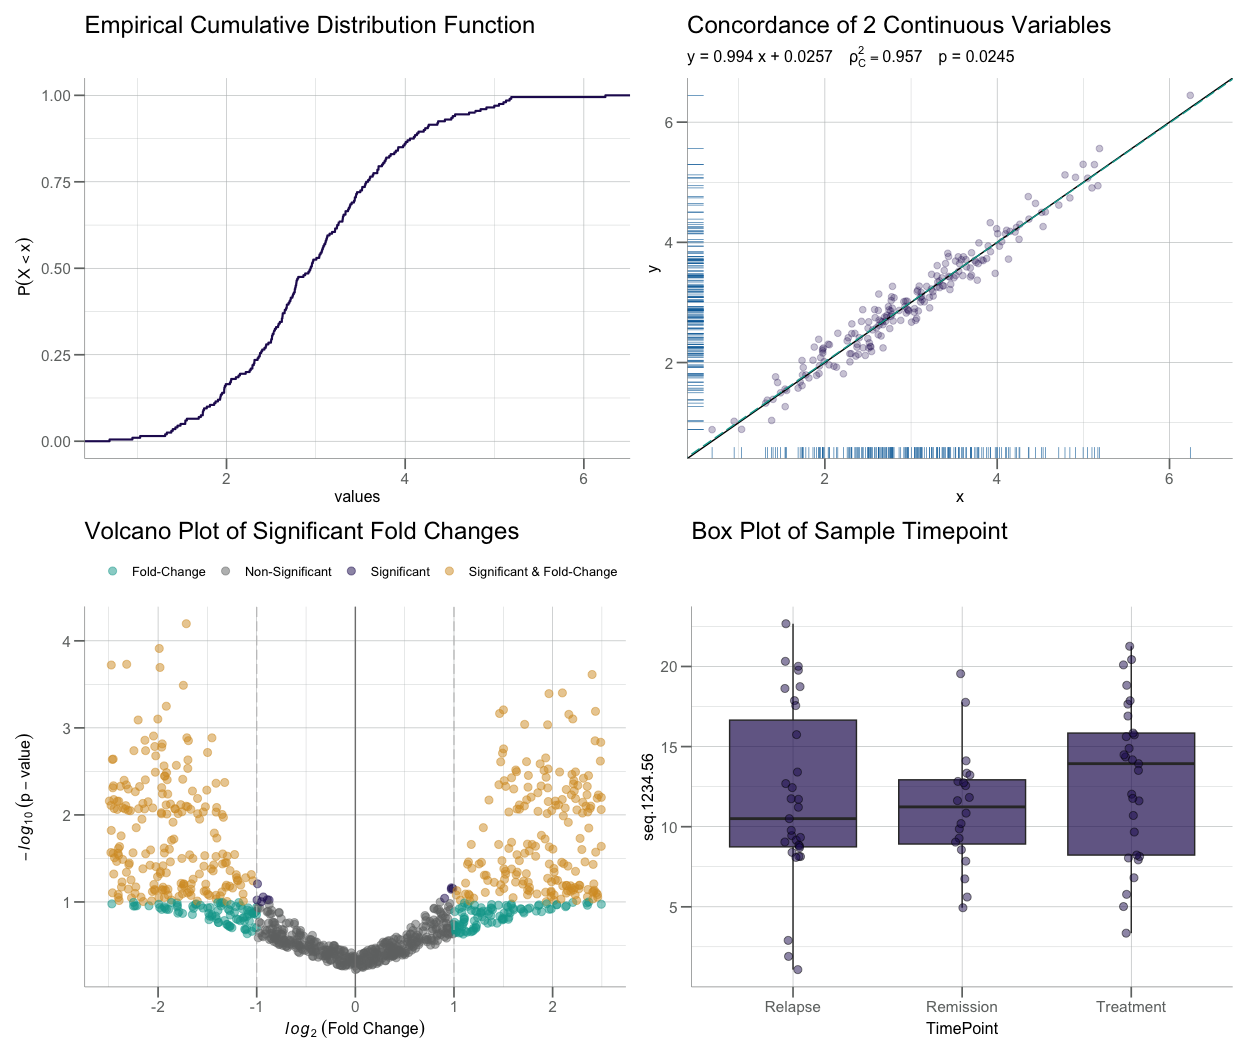 Empirical Cumulative Distribution Function
1.00
0.75
0.50
0.25
0.00
P(X < x)
2 4 6
values
Concordance of 2 Continuous Variables
y = 0.994 x + 0.0257 ρ²_C = 0.957 p = 0.0245
6
4
2
y
2 4 6
x
Volcano Plot of Significant Fold Changes
Fold-Change Non-Significant Significant Significant & Fold-Change
4
3
2
1
−log₁₀ (p − value)
-2 -1 0 1 2
log₂ (Fold Change)
Box Plot of Sample Timepoint
20
15
10
5
seq.1234.56
Relapse Remission Treatment
TimePoint